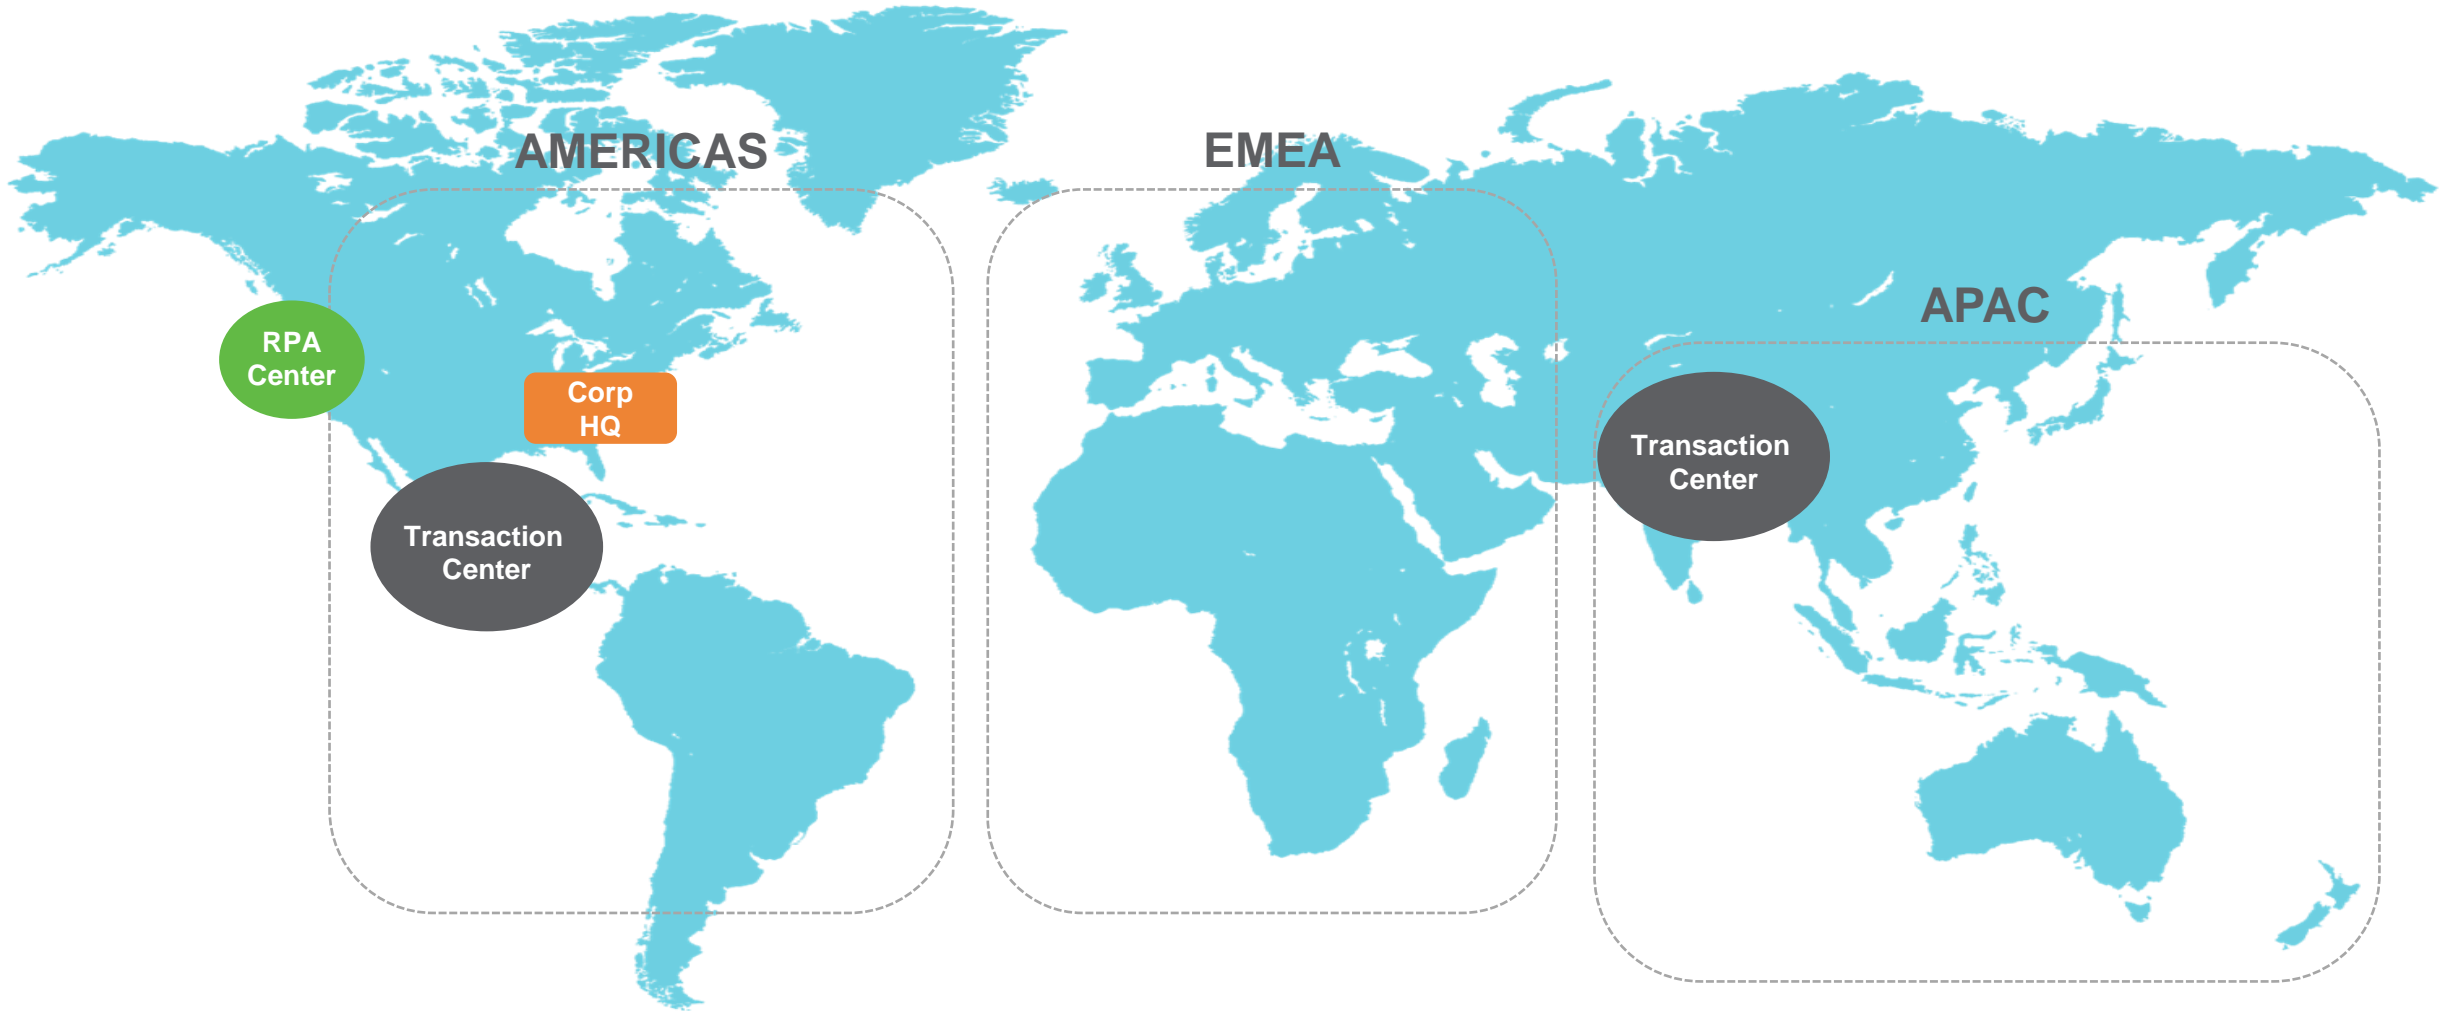 AMERICAS
EMEA
APAC
RPA
Center
Corp
HQ
Transaction
Center
Transaction
Center